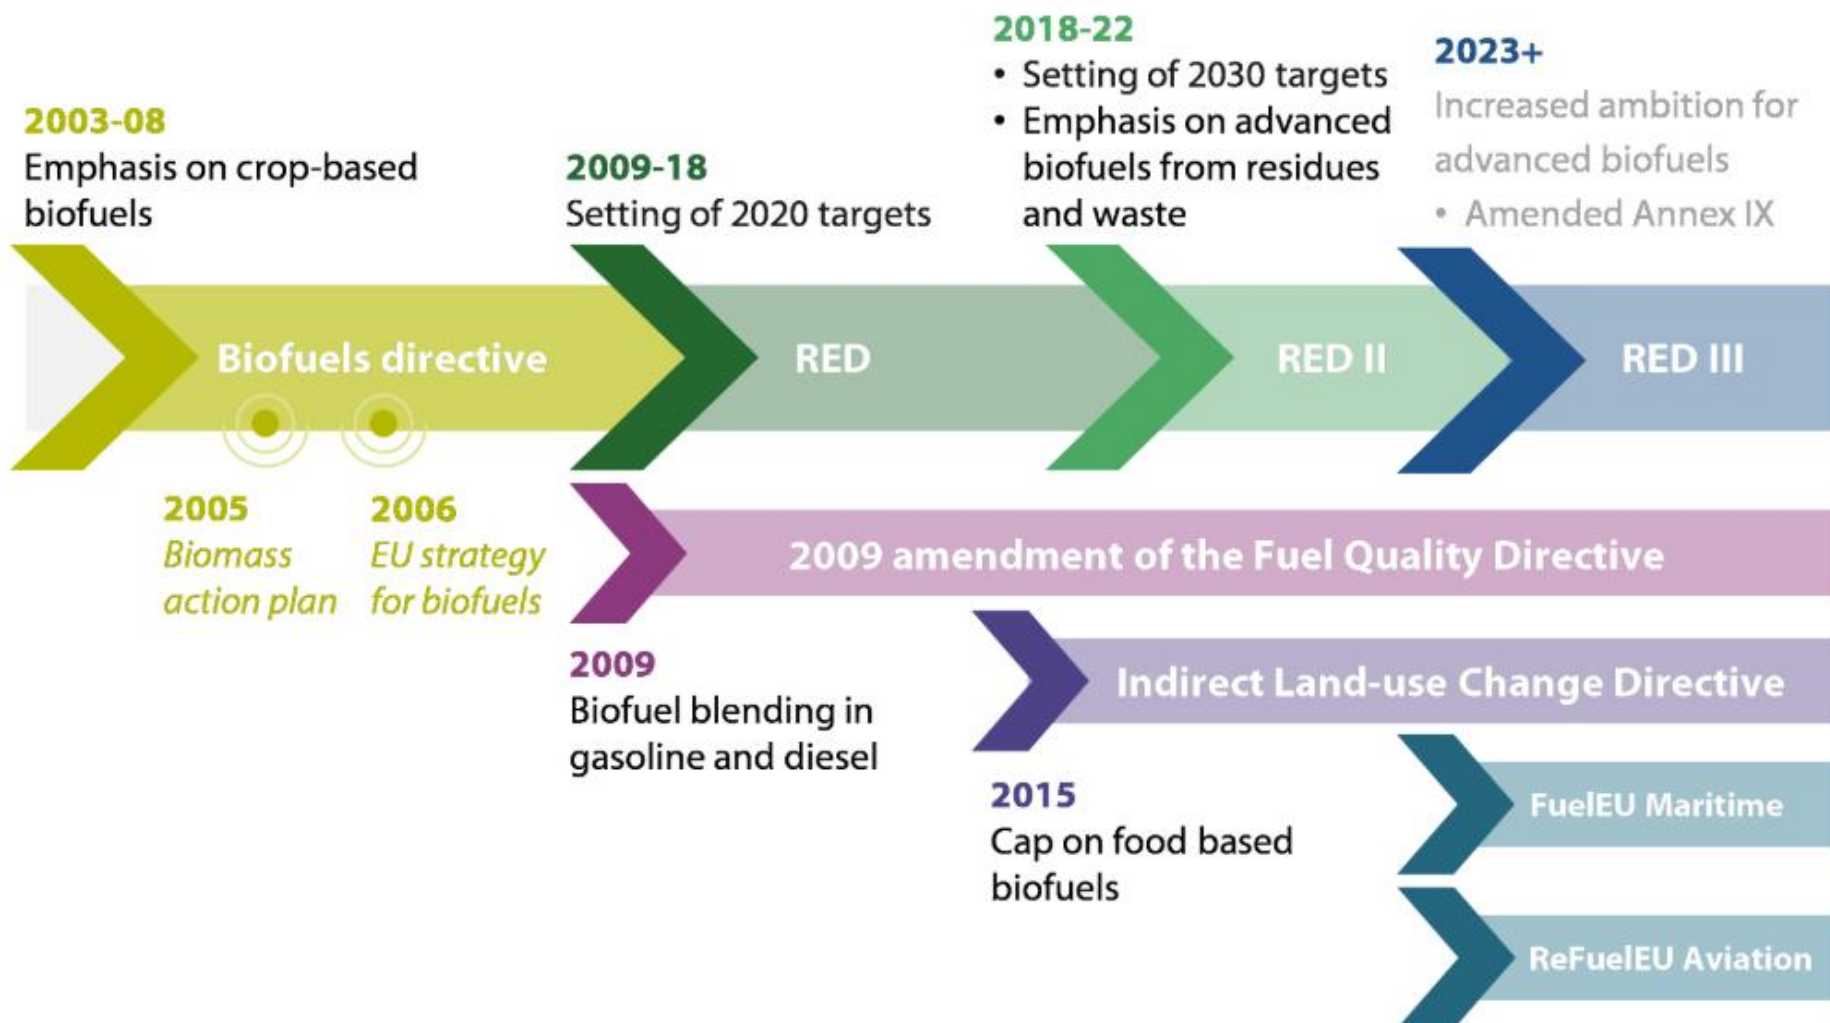 2003-08
Emphasis on crop-based
biofuels
2009-18
Setting of 2020 targets
2018-22
• Setting of 2030 targets
• Emphasis on advanced
biofuels from residues
and waste
2023+
Increased ambition for
advanced biofuels
• Amended Annex IX
Biofuels directive
RED
RED II
RED III
2005
Biomass
action plan
2006
EU strategy
for biofuels
2009 amendment of the Fuel Quality Directive
2009
Biofuel blending in
gasoline and diesel
Indirect Land-use Change Directive
2015
Cap on food based
biofuels
FuelEU Maritime
ReFuelEU Aviation